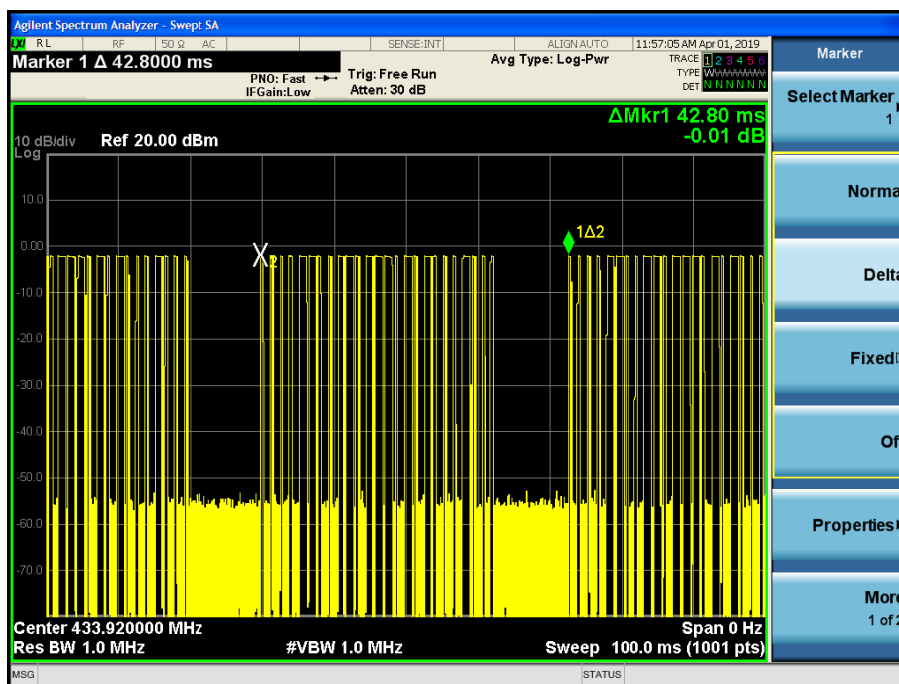 Agilent Spectrum Analyzer - Swept SA
LXI RL RF 50 Ω AC SENSE:INT ALIGN AUTO 11:57:05 AM Apr 01, 2019
Marker 1 Δ 42.8000 ms
PNO: Fast
IFGain:Low
Trig: Free Run
Atten: 30 dB
Avg Type: Log-Pwr
TRACE 1 2 3 4 5 6
TYPE WWWWWW
DET N N N N N N
ΔMkr1 42.80 ms
-0.01 dB
10 dB/div Ref 20.00 dBm
Log
10.0
0.00
-10.0
-20.0
-30.0
-40.0
-50.0
-60.0
-70.0
X2
1Δ2
Center 433.920000 MHz Span 0 Hz
Res BW 1.0 MHz #VBW 1.0 MHz Sweep 100.0 ms (1001 pts)
MSG STATUS
Marker
Select Marker
1
Norma
Delta
Fixed
Of
Properties
More
1 of 2